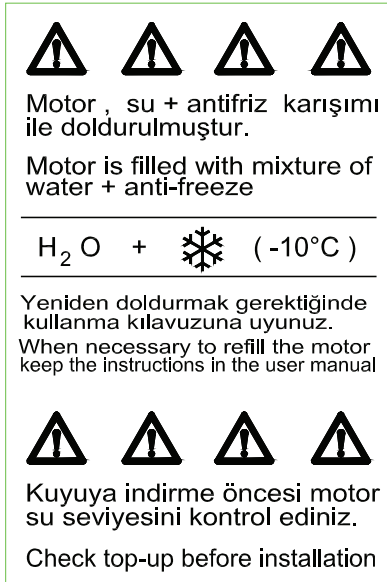 Motor , su + antifriz karışımı
ile doldurulmuştur.
Motor is filled with mixture of
water + anti-freeze
H₂O + ( -10°C )
Yeniden doldurmak gerektiğinde
kullanma kılavuzuna uyunuz.
When necessary to refill the motor
keep the instructions in the user manual
Kuyuya indirme öncesi motor
su seviyesini kontrol ediniz.
Check top-up before installation